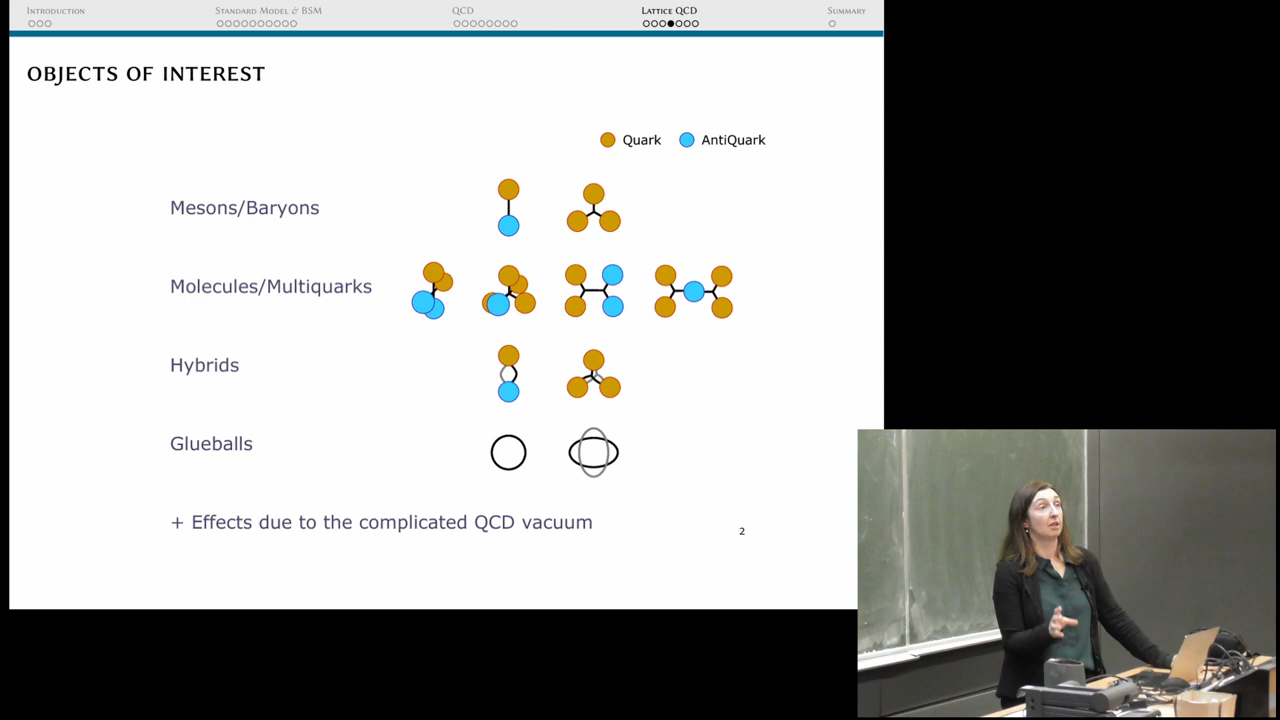 Introduction Standard Model & BSM QCD Lattice QCD Summary
OBJECTS OF INTEREST
Quark AntiQuark
Mesons/Baryons
Molecules/Multiquarks
Hybrids
Glueballs
+ Effects due to the complicated QCD vacuum
2